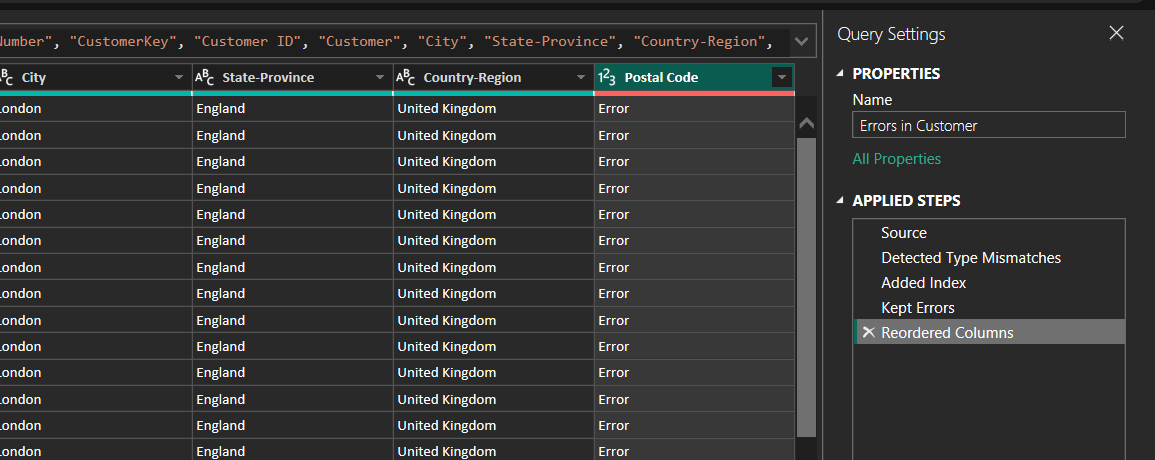 Number", "CustomerKey", "Customer ID", "Customer", "City", "State-Province", "Country-Region",
Query Settings
PROPERTIES
Name
Errors in Customer
All Properties
APPLIED STEPS
Source
Detected Type Mismatches
Added Index
Kept Errors
Reordered Columns
ABC City ABC State-Province ABC Country-Region 123 Postal Code
London England United Kingdom Error
London England United Kingdom Error
London England United Kingdom Error
London England United Kingdom Error
London England United Kingdom Error
London England United Kingdom Error
London England United Kingdom Error
London England United Kingdom Error
London England United Kingdom Error
London England United Kingdom Error
London England United Kingdom Error
London England United Kingdom Error
London England United Kingdom Error
London England United Kingdom Error